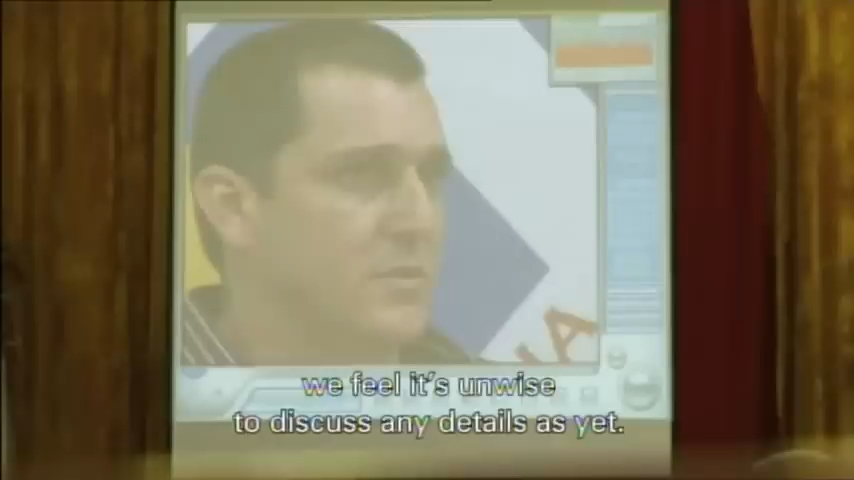 we feel it's unwise
to discuss any details as yet.